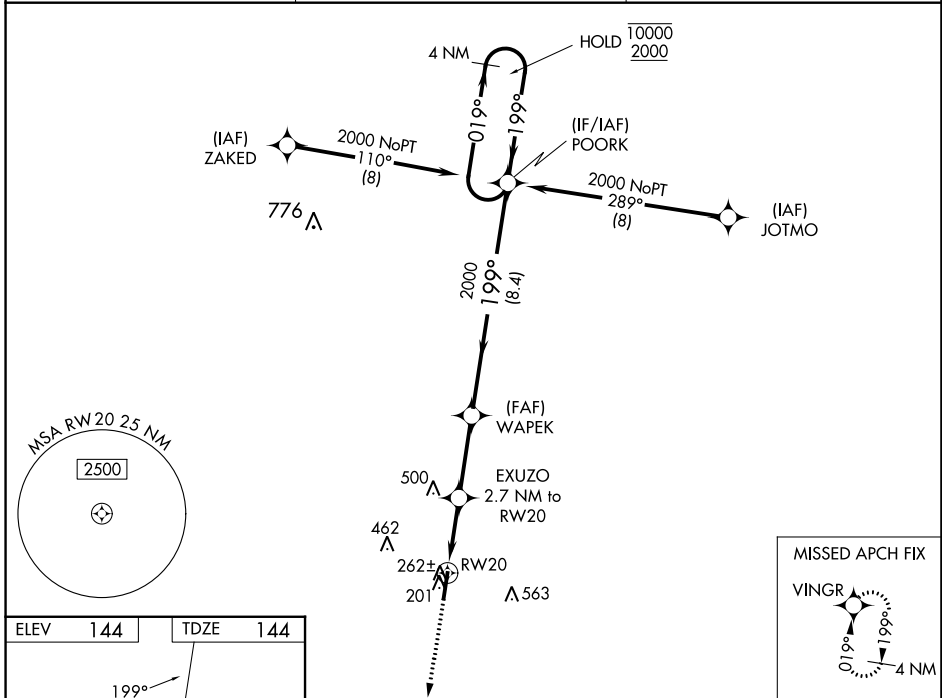 HOLD 10000
2000
4 NM
019°
199°
(IAF)
ZAKED
2000 NoPT
110°
(8)
(IF/IAF)
POORK
2000 NoPT
289°
(8)
(IAF)
JOTMO
776
2000
199°
(8.4)
(FAF)
WAPEK
MSA RW20 25 NM
2500
500
EXUZO
2.7 NM to
RW20
462
262±
RW20
201
563
MISSED APCH FIX
VINGR
019°
199°
4 NM
ELEV 144
TDZE 144
199°